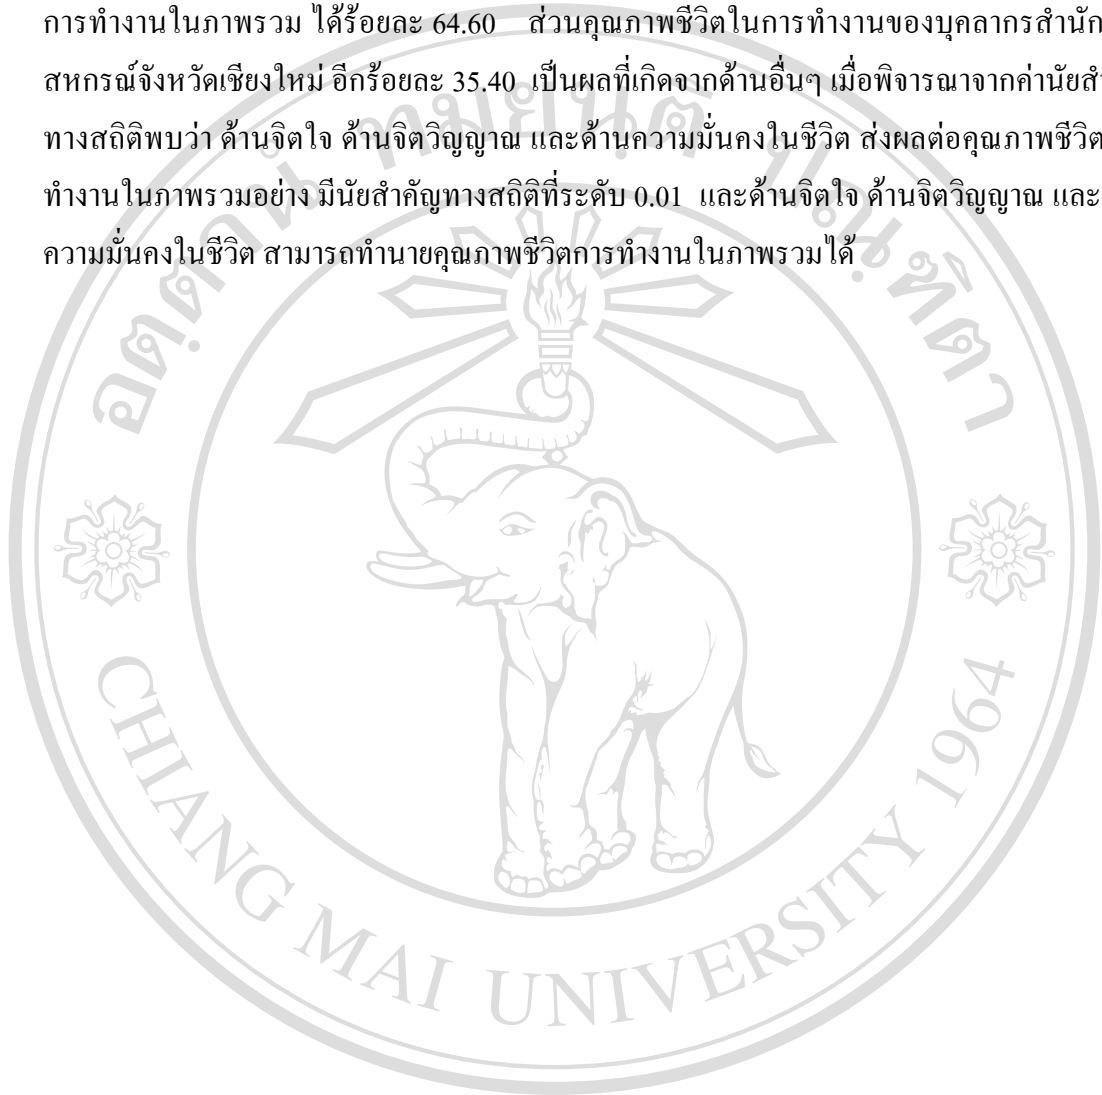 การทำงานในภาพรวม ได้ร้อยละ 64.60 ส่วนคุณภาพชีวิตในการทำงานของบุคลากรสำนัก
สหกรณ์จังหวัดเชียงใหม่ อีกร้อยละ 35.40 เป็นผลที่เกิดจากด้านอื่นๆ เมื่อพิจารณาจากค่านัยสำ
ทางสถิติพบว่า ด้านจิตใจ ด้านจิตวิญญาณ และด้านความมั่นคงในชีวิต ส่งผลต่อคุณภาพชีวิต
ทำงานในภาพรวมอย่าง มีนัยสำคัญทางสถิติที่ระดับ 0.01 และด้านจิตใจ ด้านจิตวิญญาณ และ
ความมั่นคงในชีวิต สามารถทำนายคุณภาพชีวิตการทำงานในภาพรวมได้
อตฺตานํ ทมยนฺติ ปณฺฑิตา
CHIANG MAI UNIVERSITY 1964